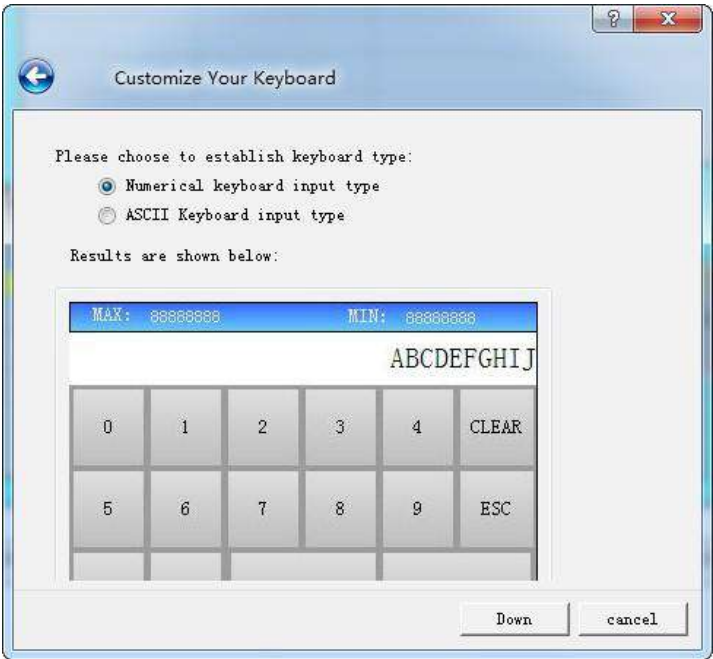 ? X
Customize Your Keyboard
Please choose to establish keyboard type:
Numerical keyboard input type
ASCII Keyboard input type
Results are shown below:
MAX: 88888888 MIN: 88888888
ABCDEFGHIJ
0 1 2 3 4 CLEAR
5 6 7 8 9 ESC
Down cancel